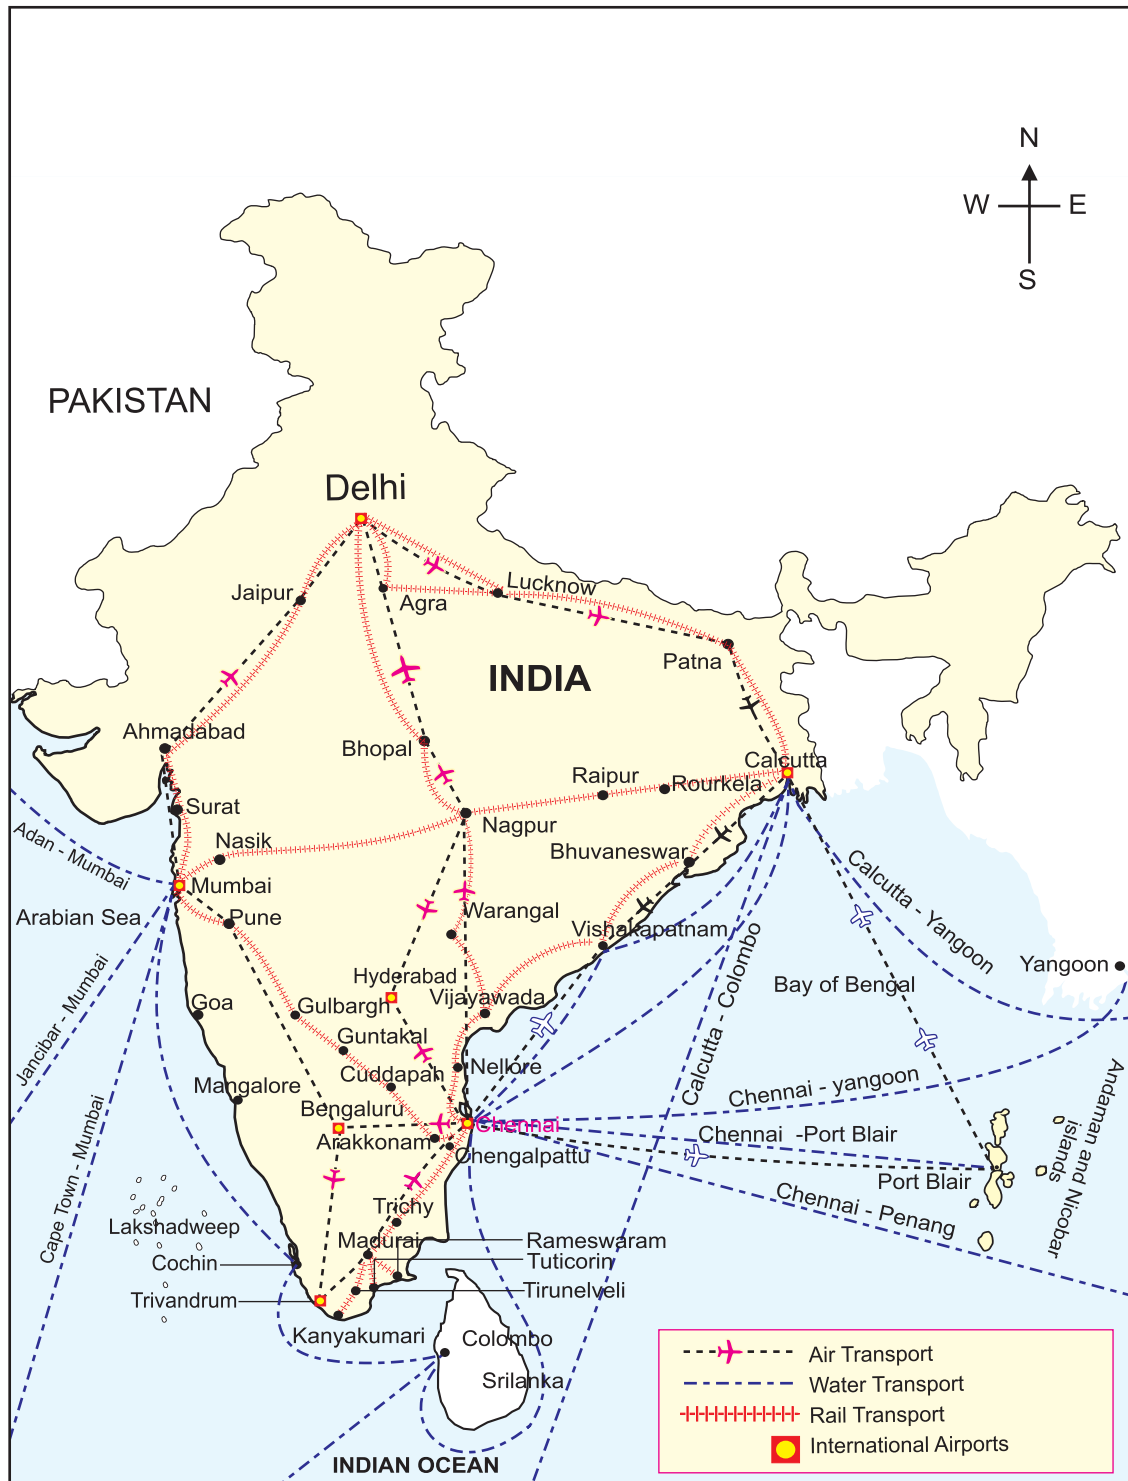 N
W
E
S
PAKISTAN
Delhi
Jaipur
Agra
Lucknow
Patna
INDIA
Ahmadabad
Bhopal
Calcutta
Raipur
Rourkela
Surat
Nagpur
Nasik
Bhuvaneswar
Adan - Mumbai
Mumbai
Arabian Sea
Pune
Warangal
Vishakapatnam
Calcutta - Yangoon
Yangoon
Hyderabad
Bay of Bengal
Goa
Gulbargh
Vijayawada
Calcutta - Colombo
Jancibar - Mumbai
Guntakal
Cuddapah
Nellore
Mangalore
Bengaluru
Chennai - yangoon
Arakkonam
Chennai
Chennai -Port Blair
Chengalpattu
Andaman and Nicobar
islands
Port Blair
Cape Town - Mumbai
Chennai - Penang
Trichy
Lakshadweep
Madurai
Rameswaram
Cochin
Tuticorin
Trivandrum
Tirunelveli
Kanyakumari
Colombo
Srilanka
INDIAN OCEAN
Air Transport
Water Transport
Rail Transport
International Airports